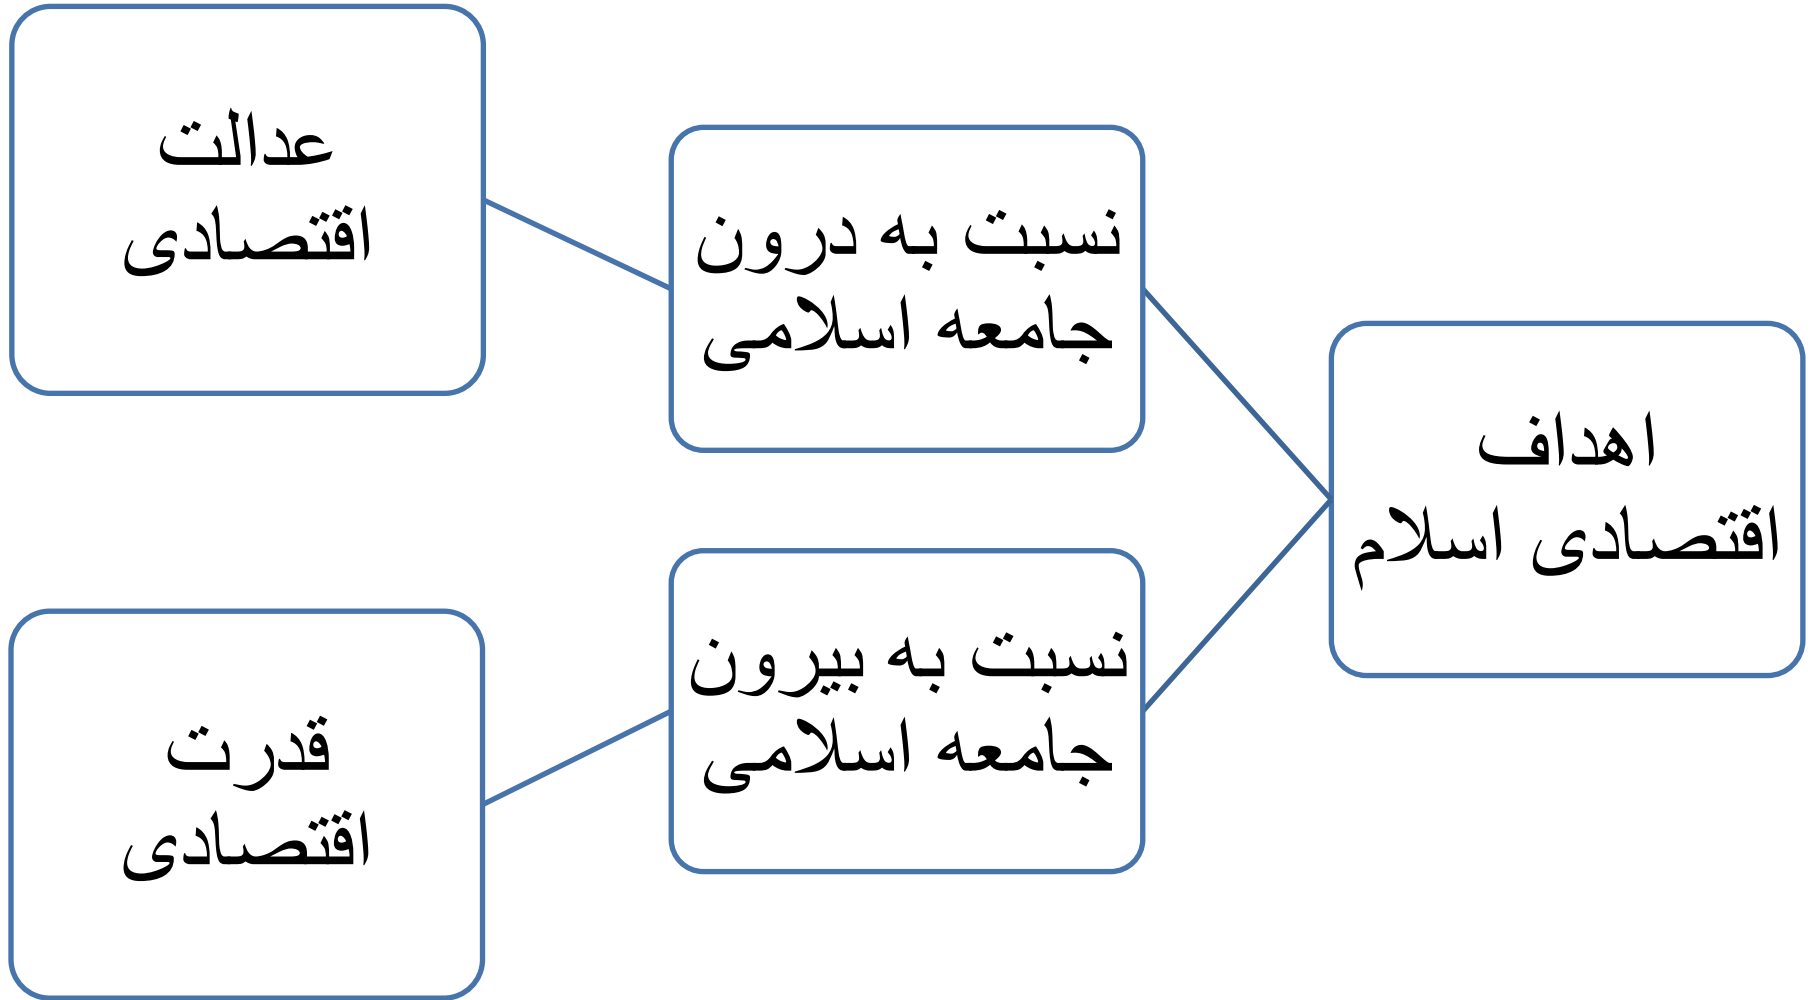 اهداف
اقتصادی اسلام
نسبت به درون
جامعه اسلامی
عدالت
اقتصادی
نسبت به بیرون
جامعه اسلامی
قدرت
اقتصادی